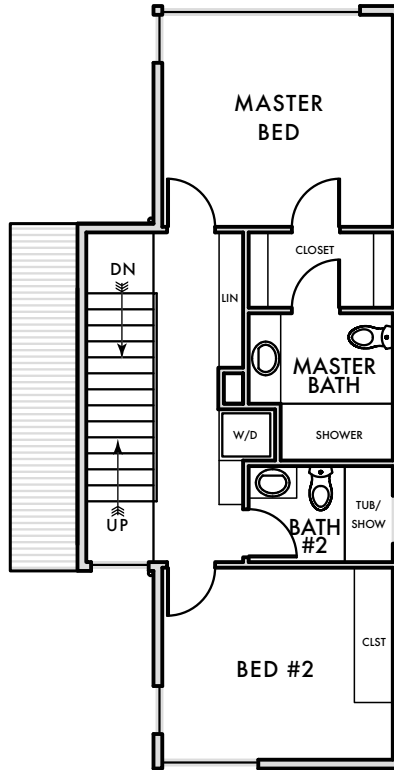 MASTER
BED
CLOSET
DN
LIN
MASTER
BATH
W/D
SHOWER
UP
BATH
#2
TUB/
SHOW
BED #2
CLST